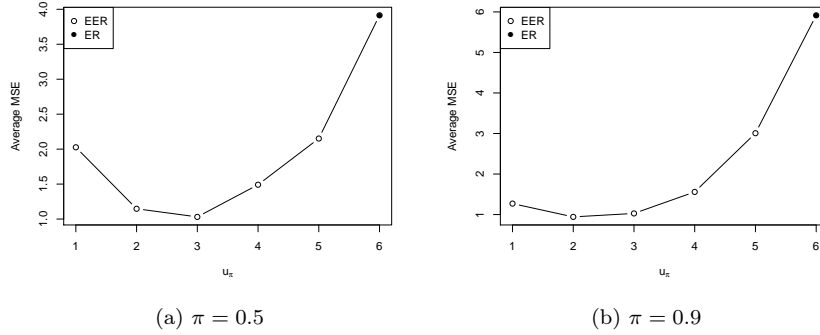 EER
ER
Average MSE
4.0
3.5
3.0
2.5
2.0
1.5
1.0
1 2 3 4 5 6
uπ
(a) π = 0.5
EER
ER
Average MSE
6
5
4
3
2
1
1 2 3 4 5 6
uπ
(b) π = 0.9